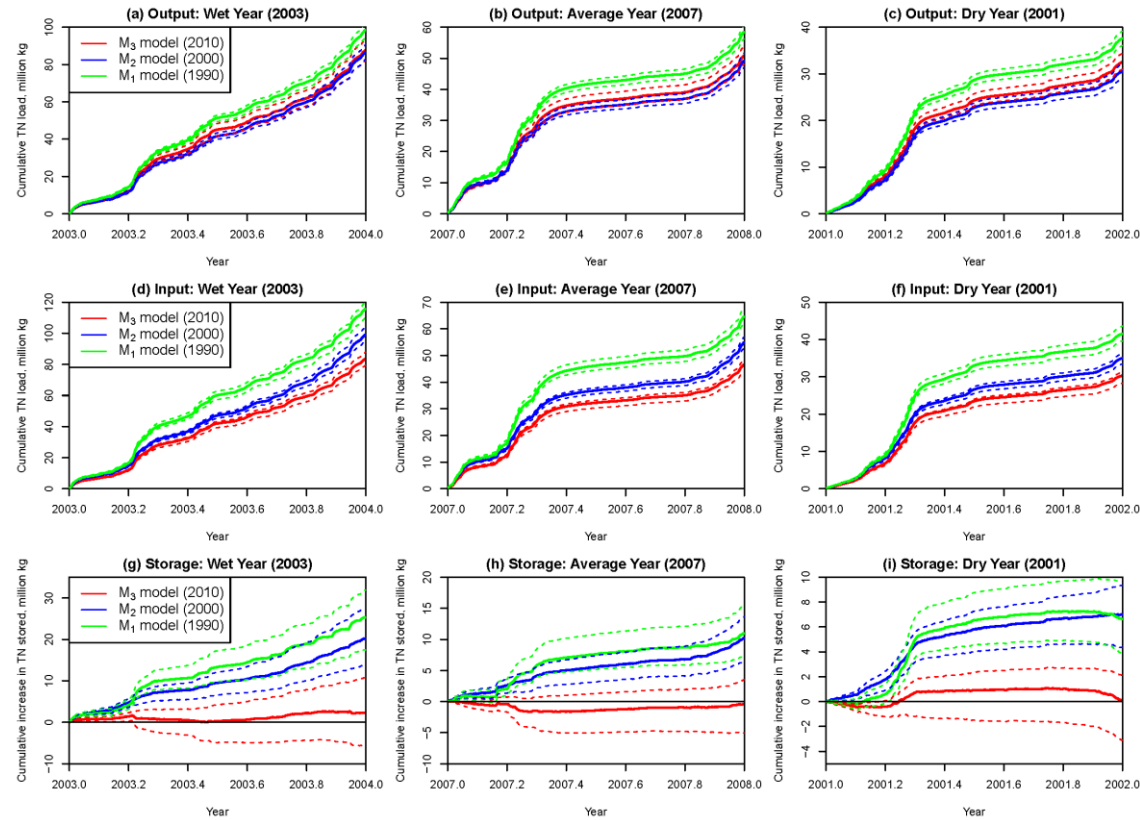 (a) Output: Wet Year (2003)
Cumulative TN load, million kg
0 20 40 60 80 100
M3 model (2010)
M2 model (2000)
M1 model (1990)
2003.0 2003.2 2003.4 2003.6 2003.8 2004.0
Year
(b) Output: Average Year (2007)
Cumulative TN load, million kg
0 10 20 30 40 50 60
2007.0 2007.2 2007.4 2007.6 2007.8 2008.0
Year
(c) Output: Dry Year (2001)
Cumulative TN load, million kg
0 10 20 30 40
2001.0 2001.2 2001.4 2001.6 2001.8 2002.0
Year
(d) Input: Wet Year (2003)
Cumulative TN load, million kg
0 20 40 60 80 100 120
M3 model (2010)
M2 model (2000)
M1 model (1990)
2003.0 2003.2 2003.4 2003.6 2003.8 2004.0
Year
(e) Input: Average Year (2007)
Cumulative TN load, million kg
0 10 20 30 40 50 60 70
2007.0 2007.2 2007.4 2007.6 2007.8 2008.0
Year
(f) Input: Dry Year (2001)
Cumulative TN load, million kg
0 10 20 30 40 50
2001.0 2001.2 2001.4 2001.6 2001.8 2002.0
Year
(g) Storage: Wet Year (2003)
Cumulative increase in TN stored, million kg
−10 0 10 20 30
M3 model (2010)
M2 model (2000)
M1 model (1990)
2003.0 2003.2 2003.4 2003.6 2003.8 2004.0
Year
(h) Storage: Average Year (2007)
Cumulative increase in TN stored, million kg
−10 −5 0 5 10 15 20
2007.0 2007.2 2007.4 2007.6 2007.8 2008.0
Year
(i) Storage: Dry Year (2001)
Cumulative increase in TN stored, million kg
−4 −2 0 2 4 6 8 10
2001.0 2001.2 2001.4 2001.6 2001.8 2002.0
Year